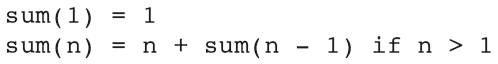 sum(1) = 1
sum(n) = n + sum(n - 1) if n > 1